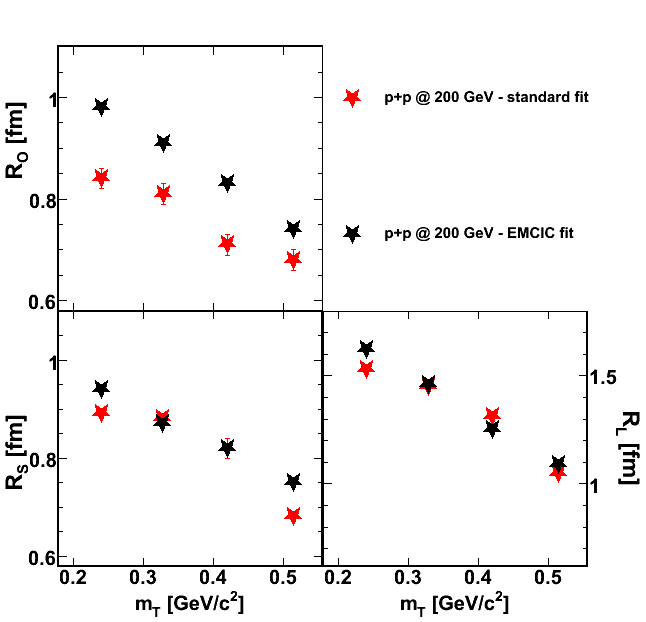 R_O [fm]
1
0.8
0.6
p+p @ 200 GeV - standard fit
p+p @ 200 GeV - EMCIC fit
R_S [fm]
1
0.8
0.6
0.2 0.3 0.4 0.5
m_T [GeV/c^2]
1.5
1
R_L [fm]
0.2 0.3 0.4 0.5
m_T [GeV/c^2]